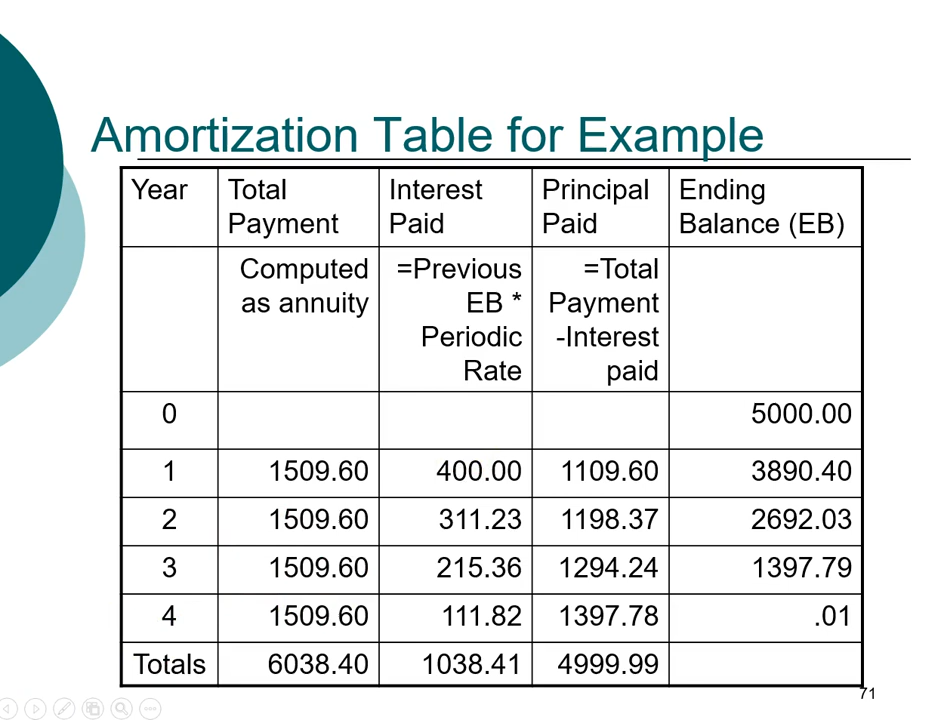 Amortization Table for Example
Year Total Payment Interest Paid Principal Paid Ending Balance (EB)
Computed as annuity =Previous EB * Periodic Rate =Total Payment -Interest paid
0 5000.00
1 1509.60 400.00 1109.60 3890.40
2 1509.60 311.23 1198.37 2692.03
3 1509.60 215.36 1294.24 1397.79
4 1509.60 111.82 1397.78 .01
Totals 6038.40 1038.41 4999.99
71